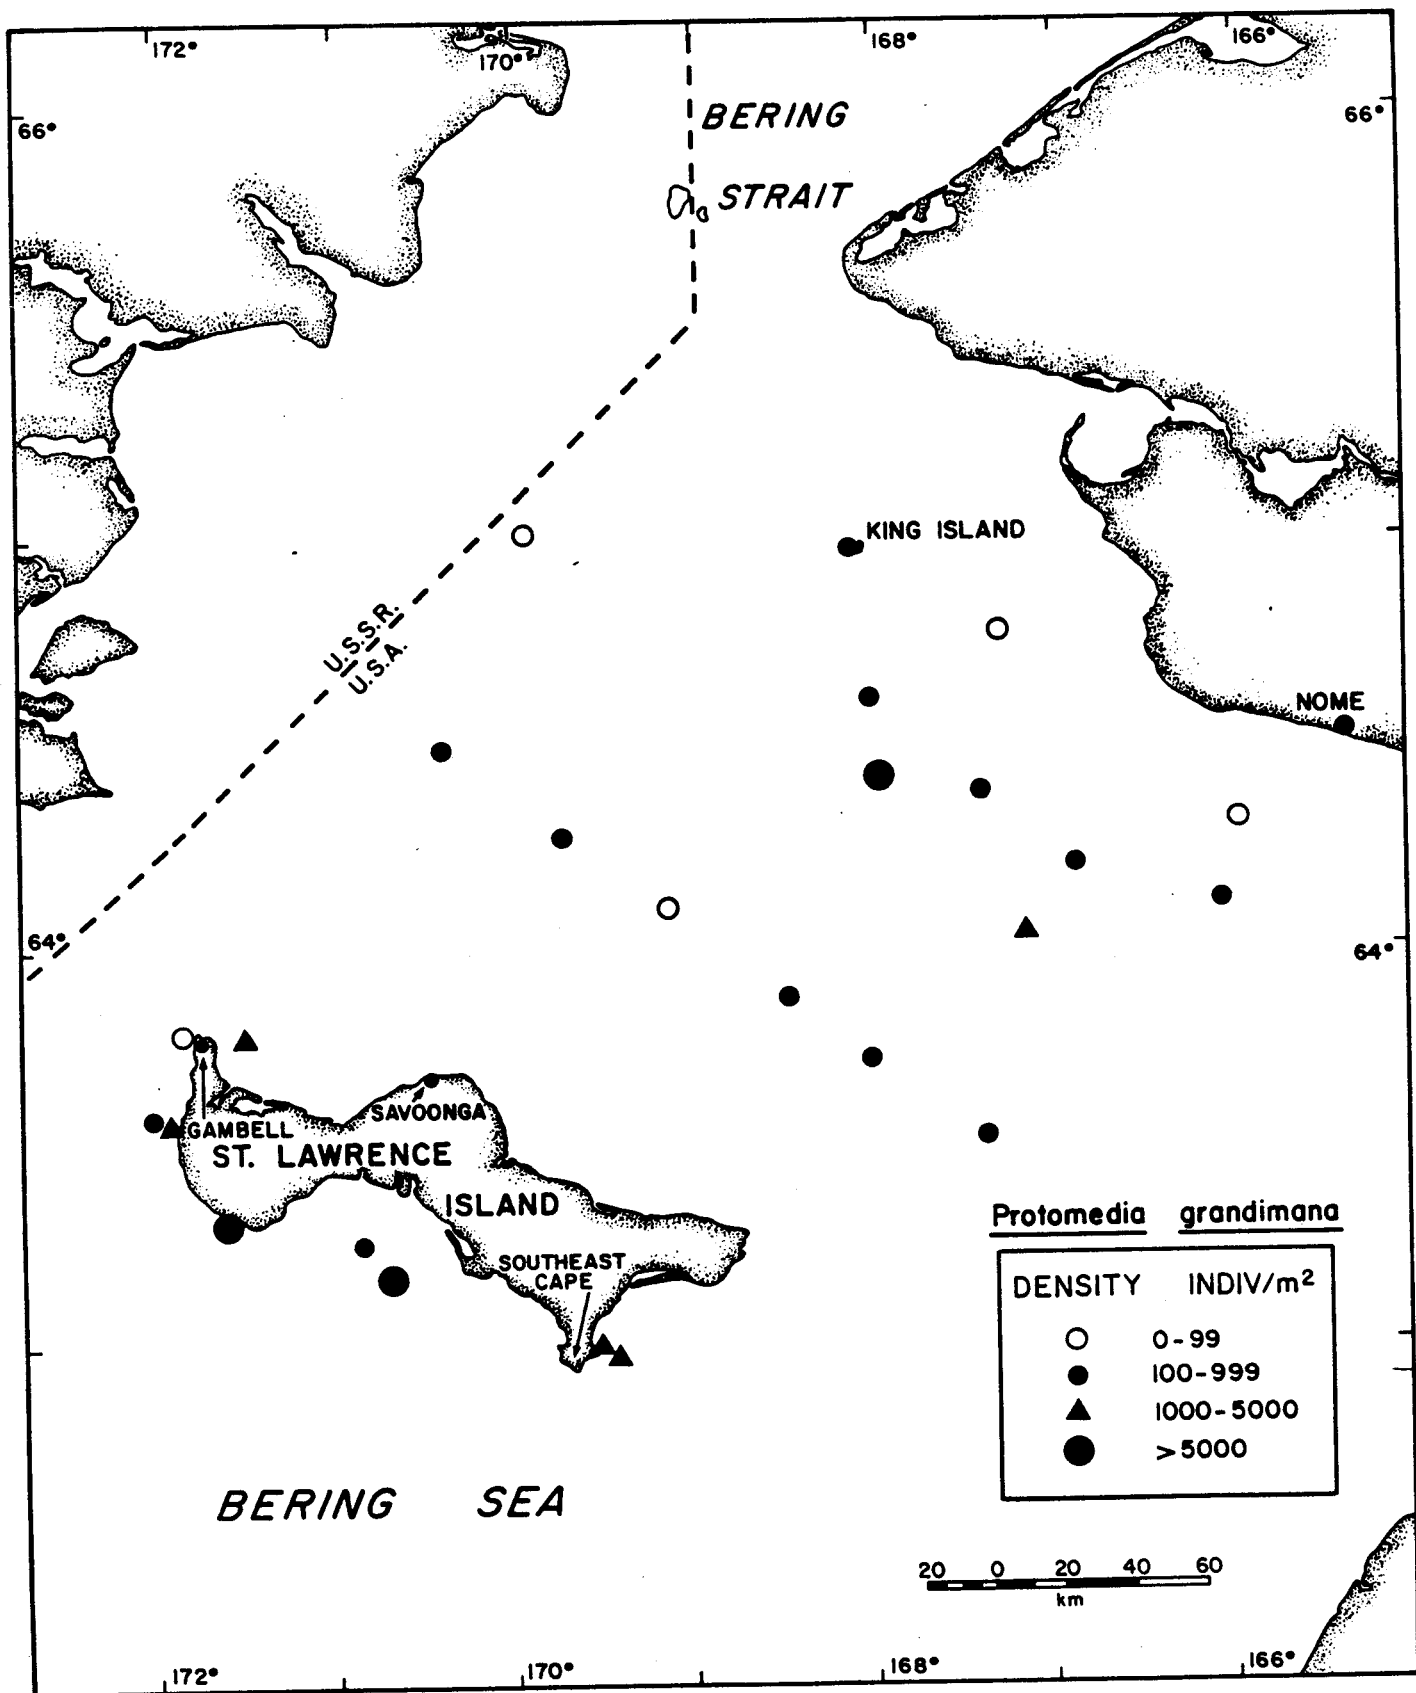 172°
170°
168°
166°
66°
66°
BERING
STRAIT
KING ISLAND
U.S.S.R.
U.S.A.
NOME
64°
64°
GAMBELL
SAVOONGA
ST. LAWRENCE
ISLAND
SOUTHEAST
CAPE
Protomedia grandimana
DENSITY INDIV/m²
0-99
100-999
1000-5000
>5000
BERING SEA
20 0 20 40 60
km
172°
170°
168°
166°